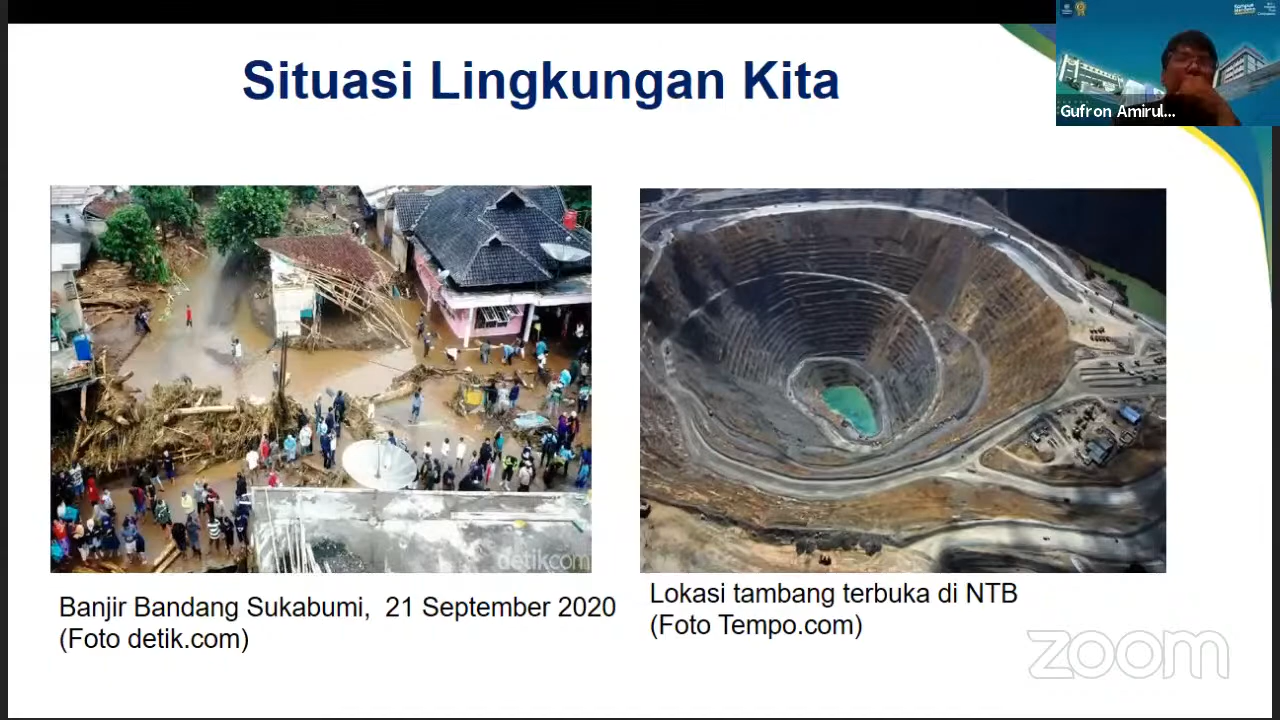 Situasi Lingkungan Kita
Gufron Amirul...
detikcom
Banjir Bandang Sukabumi, 21 September 2020
(Foto detik.com)
Lokasi tambang terbuka di NTB
(Foto Tempo.com)
zoom